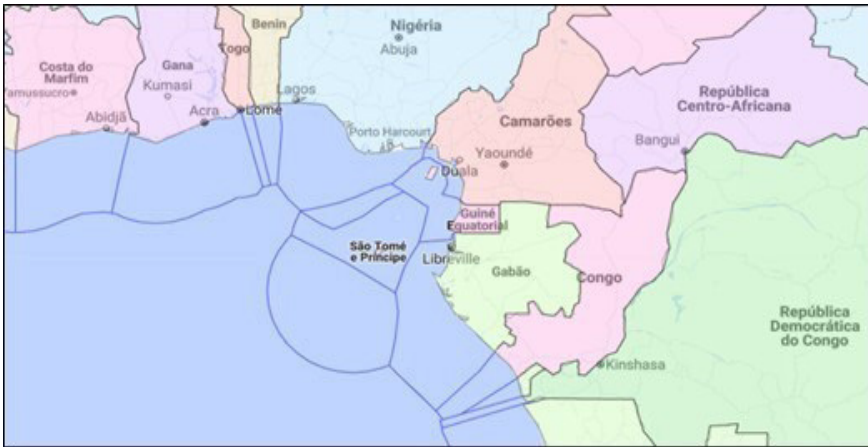 Benin
Nigéria
Abuja
Togo
Gana
Costa do
Marfim
Kumasi
Lagos
Abidjã
Acra
Lomé
Porto Harcourt
Camarões
República
Centro-Africana
Bangui
Duala
Yaoundé
Guiné
Equatorial
São Tomé
e Príncipe
Libreville
Gabão
Congo
República
Democrática
do Congo
Kinshasa